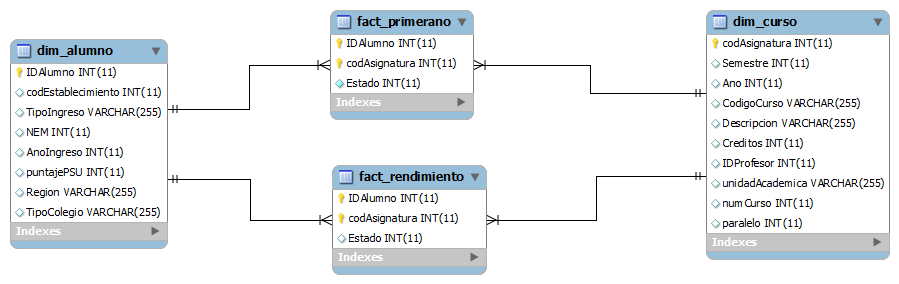 dim_alumno
IDAlumno INT(11)
codEstablecimiento INT(11)
TipoIngreso VARCHAR(255)
NEM INT(11)
AnoIngreso INT(11)
puntajePSU INT(11)
Region VARCHAR(255)
TipoColegio VARCHAR(255)
Indexes
fact_primerano
IDAlumno INT(11)
codAsignatura INT(11)
Estado INT(11)
Indexes
fact_rendimiento
IDAlumno INT(11)
codAsignatura INT(11)
Estado INT(11)
Indexes
dim_curso
codAsignatura INT(11)
Semestre INT(11)
Ano INT(11)
CodigoCurso VARCHAR(255)
Descripcion VARCHAR(255)
Creditos INT(11)
IDProfesor INT(11)
unidadAcademica VARCHAR(255)
numCurso INT(11)
paralelo INT(11)
Indexes